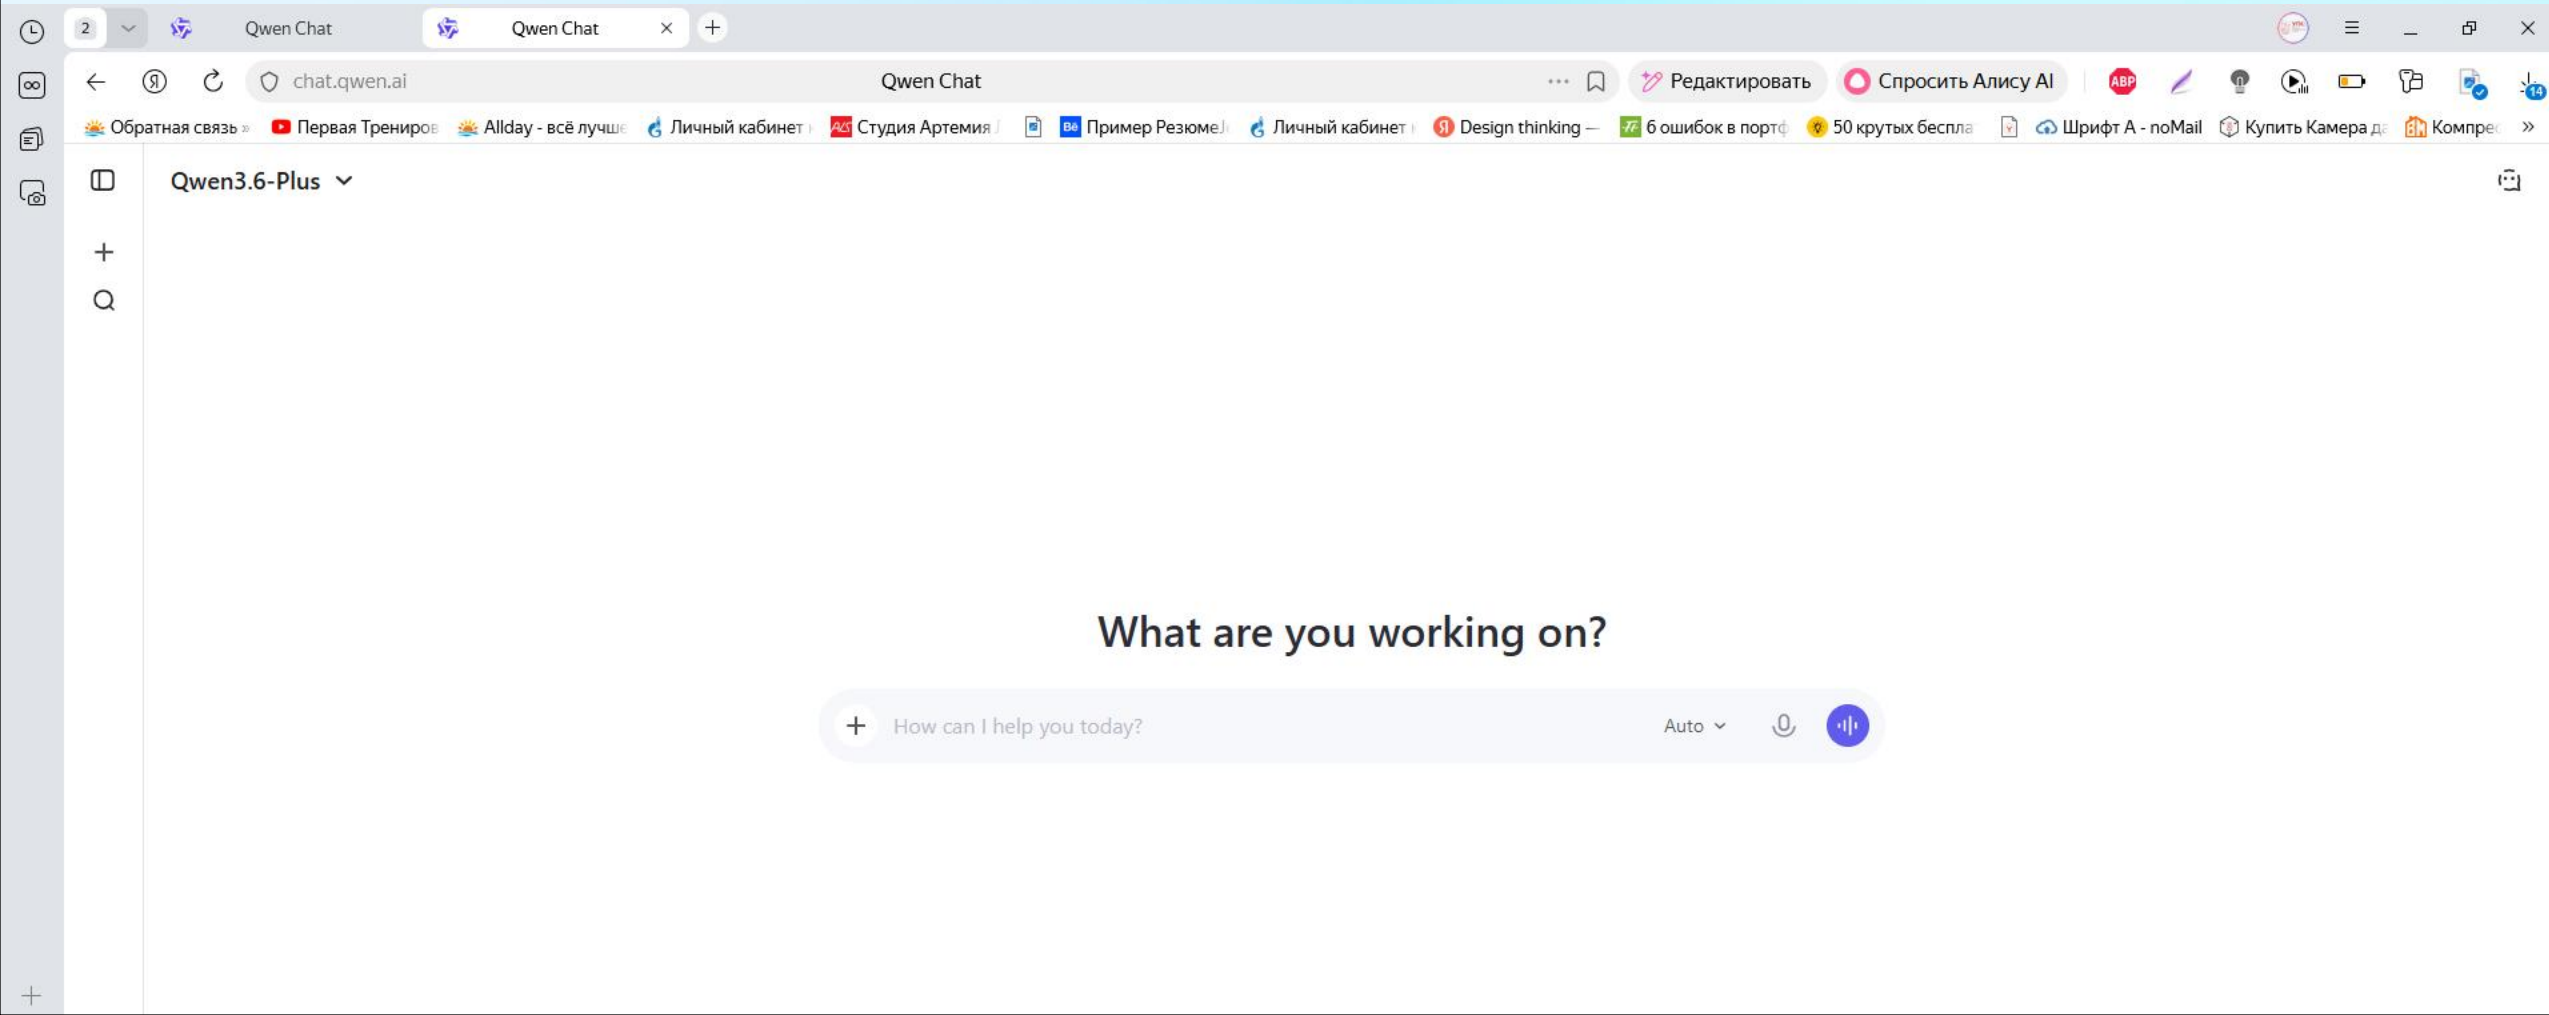 2 Qwen Chat Qwen Chat
chat.qwen.ai Qwen Chat Редактировать Спросить Алису AI ABP 14
Обратная связь » Первая Трениров Allday - всё лучше Личный кабинет Студия Артемия Пример Резюме Личный кабинет Design thinking — 6 ошибок в портф 50 крутых беспла Шрифт А - noMail Купить Камера да Компрес »
Qwen3.6-Plus
What are you working on?
How can I help you today? Auto